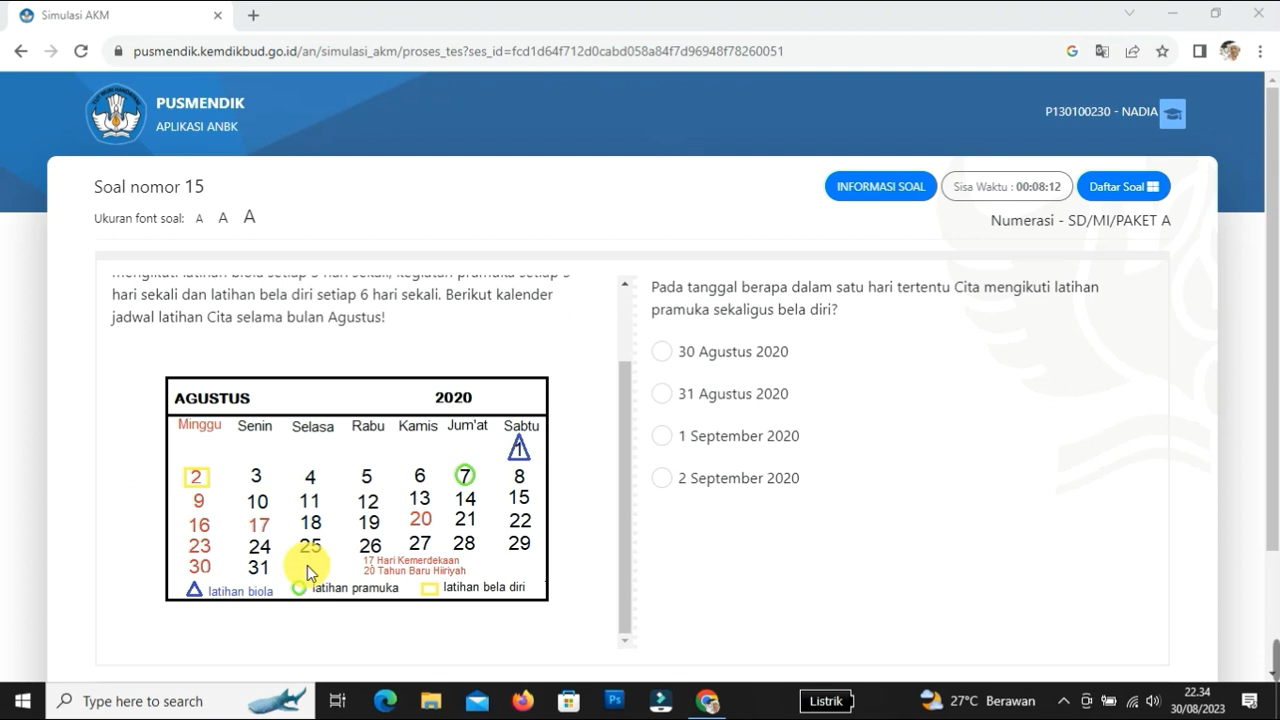 Simulasi AKM
pusmendik.kemdikbud.go.id/an/simulasi_akm/proses_tes?ses_id=fcd1d64f712d0cabd058a84f7d96948f78260051
PUSMENDIK
APLIKASI ANBK
P130100230 - NADIA
Soal nomor 15
INFORMASI SOAL
Sisa Waktu : 00:08:12
Daftar Soal
Ukuran font soal: A A A
Numerasi - SD/MI/PAKET A
hari sekali dan latihan bela diri setiap 6 hari sekali. Berikut kalender
jadwal latihan Cita selama bulan Agustus!
AGUSTUS 2020
Minggu Senin Selasa Rabu Kamis Jum'at Sabtu
1
2 3 4 5 6 7 8
9 10 11 12 13 14 15
16 17 18 19 20 21 22
23 24 25 26 27 28 29
30 31
17 Hari Kemerdekaan
20 Tahun Baru Hiiriyah
latihan biola latihan pramuka latihan bela diri
Pada tanggal berapa dalam satu hari tertentu Cita mengikuti latihan
pramuka sekaligus bela diri?
30 Agustus 2020
31 Agustus 2020
1 September 2020
2 September 2020
Type here to search
Ps
Listrik
27°C Berawan
22.34
30/08/2023